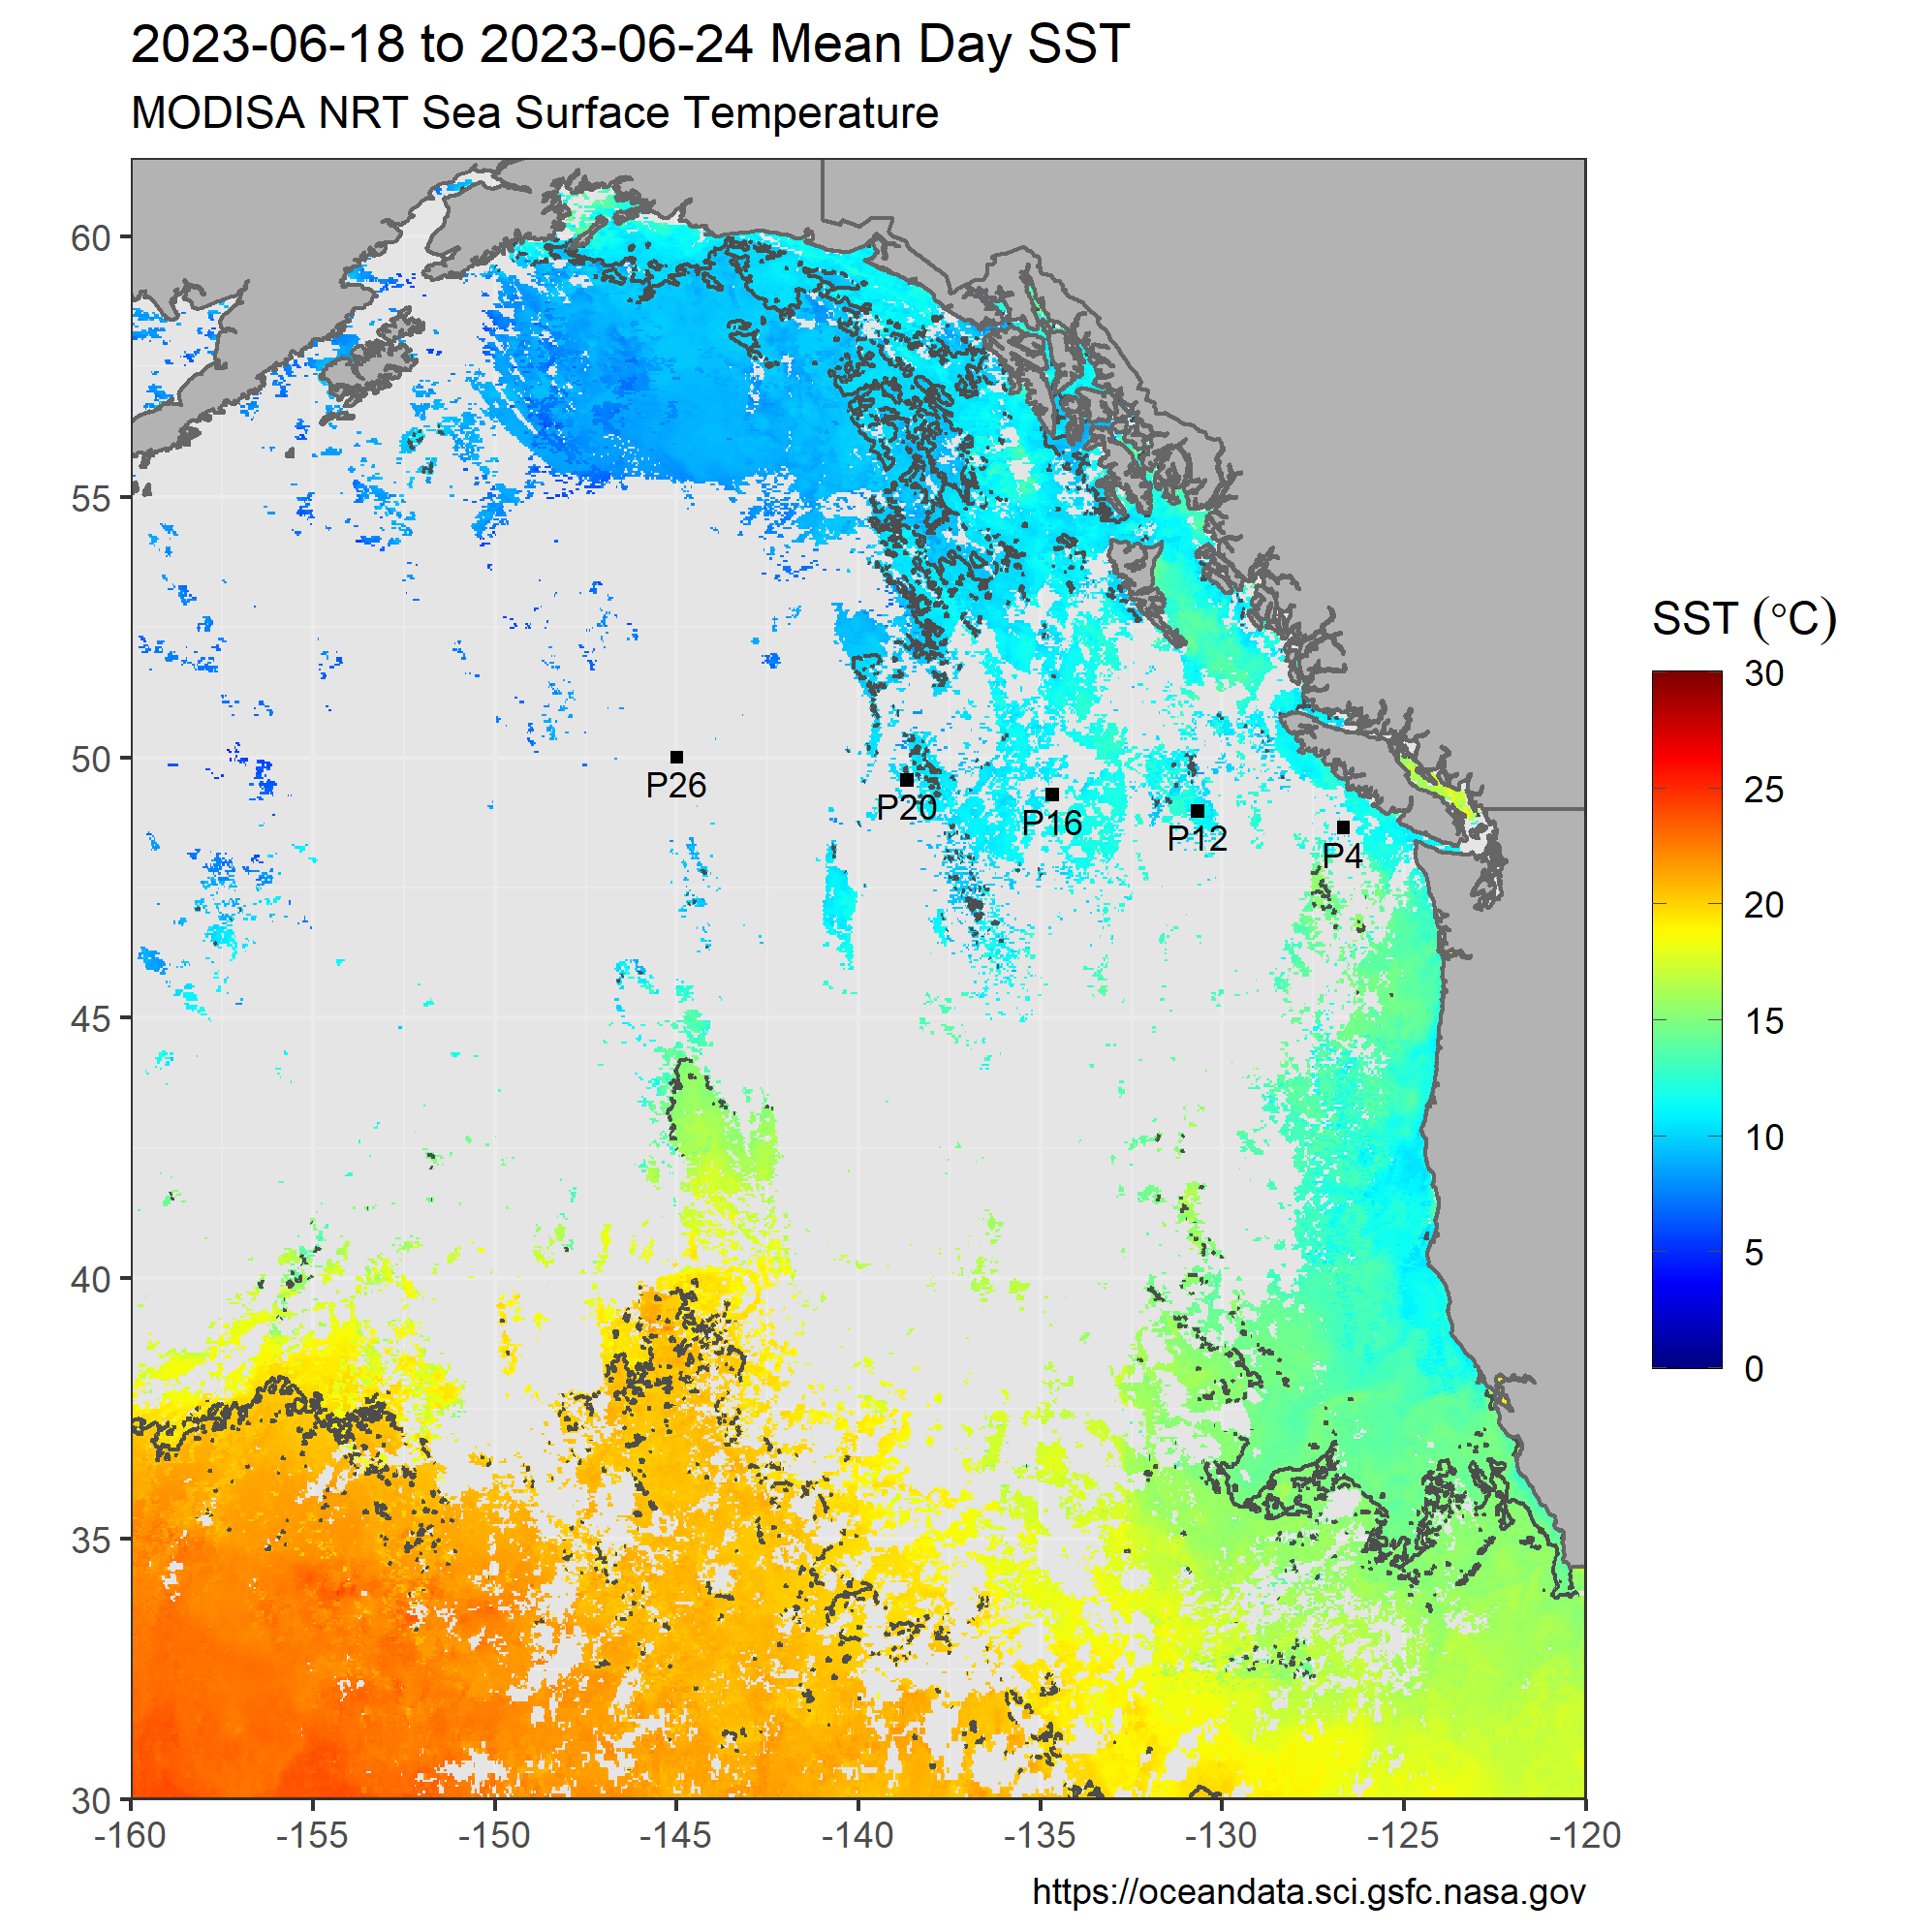 2023-06-18 to 2023-06-24 Mean Day SST
MODISA NRT Sea Surface Temperature
60
55
50
45
40
35
30
-160
-155
-150
-145
-140
-135
-130
-125
-120
P26
P20
P16
P12
P4
SST (°C)
30
25
20
15
10
5
0
https://oceandata.sci.gsfc.nasa.gov